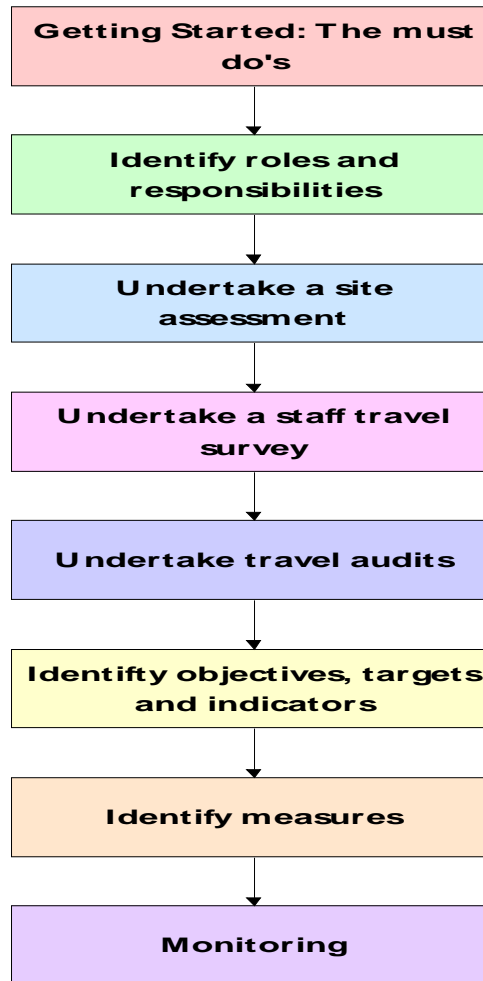 Getting Started: The must
do's
Identify roles and
responsibilities
Undertake a site
assessment
Undertake a staff travel
survey
Undertake travel audits
Identifty objectives, targets
and indicators
Identify measures
Monitoring